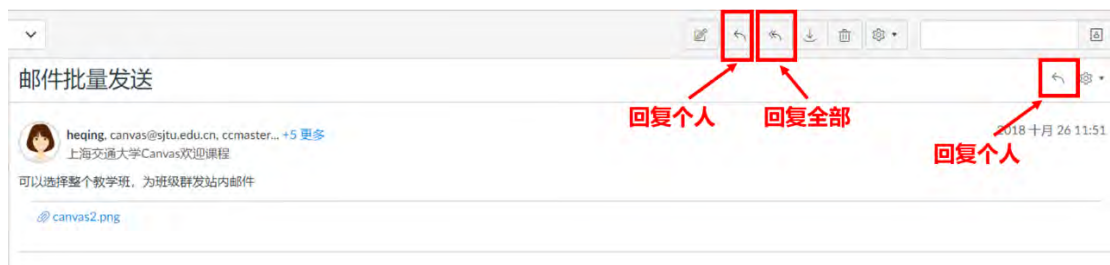 邮件批量发送
回复个人
回复全部
回复个人
heqing, canvas@sjtu.edu.cn, ccmaster... +5 更多
2018 十月 26 11:51
上海交通大学Canvas欢迎课程
可以选择整个教学班，为班级群发站内邮件
canvas2.png